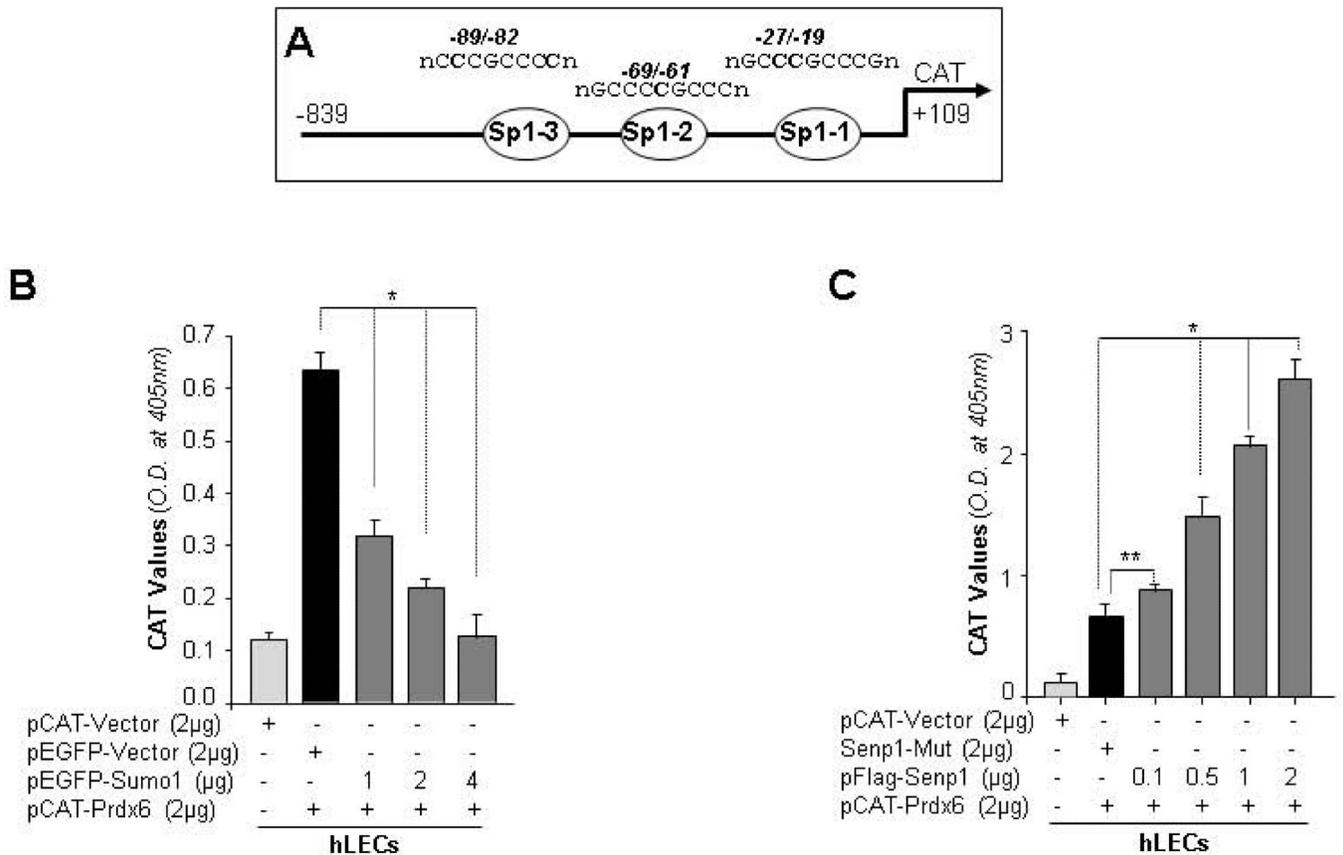 A
-89/-82
nCCCGCCCCn
-69/-61
nGCCCCGCCCn
-27/-19
nGCCCGCCCGn
CAT
-839
Sp1-3
Sp1-2
Sp1-1
+109
B
*
CAT Values (O.D. at 405nm)
0.7
0.6
0.5
0.4
0.3
0.2
0.1
0.0
pCAT-Vector (2µg) + - - - -
pEGFP-Vector (2µg) - + - - -
pEGFP-Sumo1 (µg) - - 1 2 4
pCAT-Prdx6 (2µg) - + + + +
hLECs
C
*
**
CAT Values (O.D. at 405nm)
3
2
1
0
pCAT-Vector (2µg) + - - - - -
Senp1-Mut (2µg) - + - - - -
pFlag-Senp1 (µg) - - 0.1 0.5 1 2
pCAT-Prdx6 (2µg) - + + + + +
hLECs